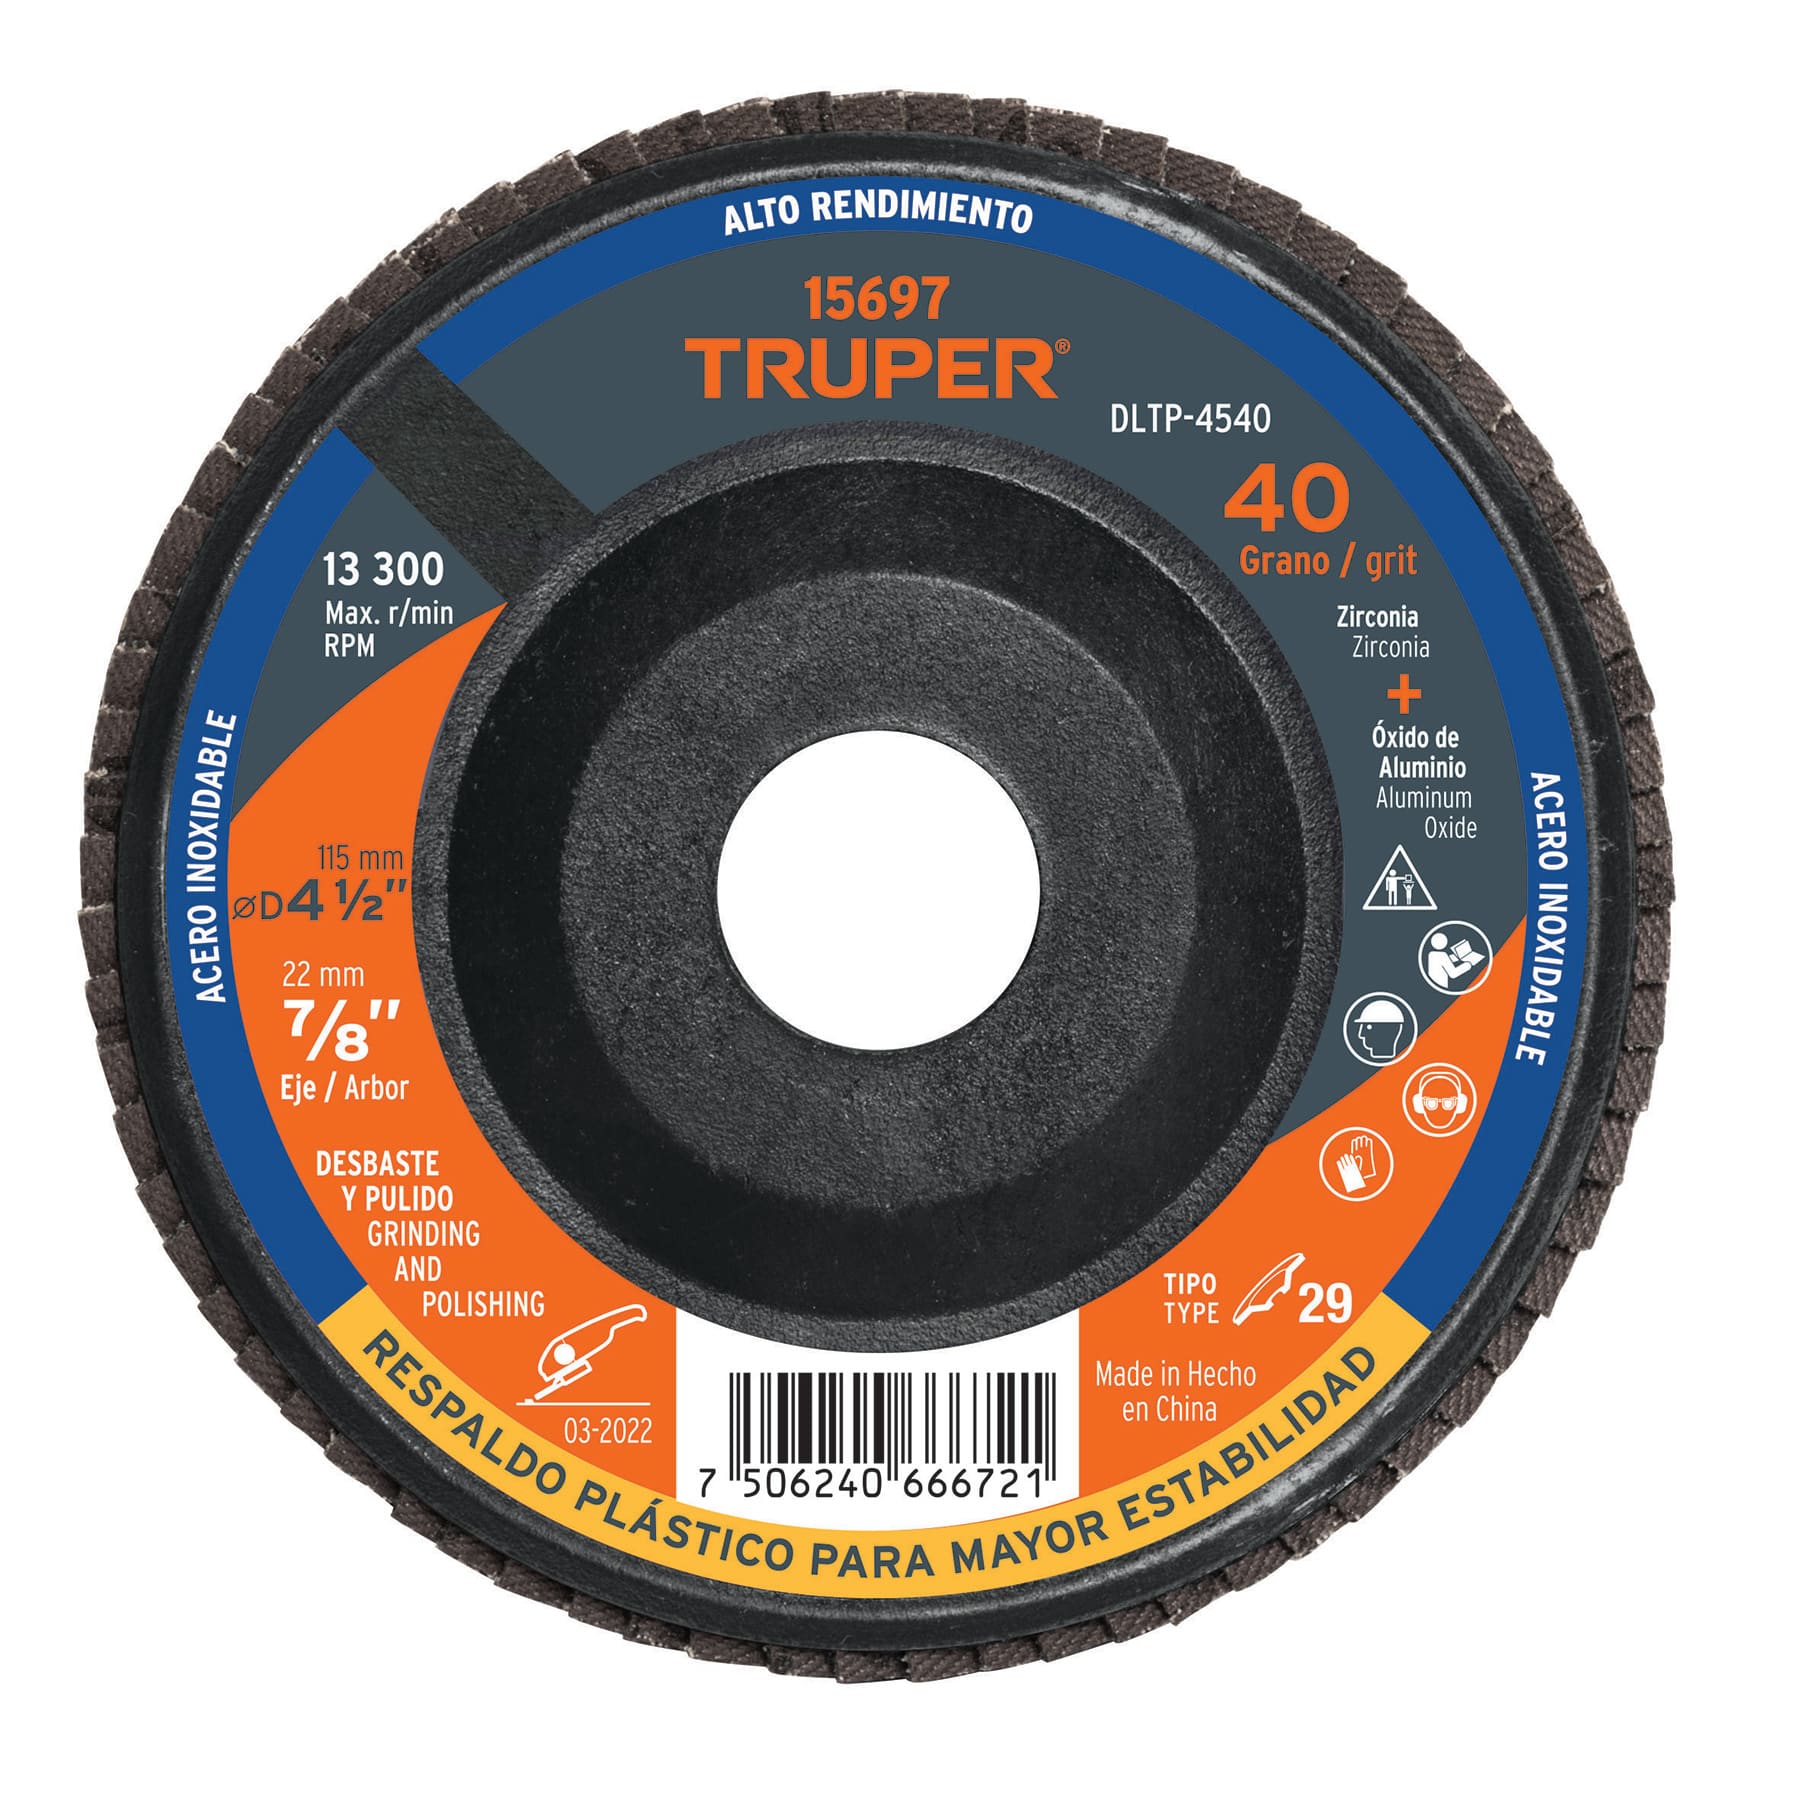 ALTO RENDIMIENTO
15697
TRUPER®
DLTP-4540
40
Grano / grit
Zirconia
Zirconia
+
Óxido de
Aluminio
Aluminum
Oxide
ACERO INOXIDABLE
13 300
Max. r/min
RPM
ACERO INOXIDABLE
115 mm
⌀D4 ½"
22 mm
7/8"
Eje / Arbor
DESBASTE
Y PULIDO
GRINDING
AND
POLISHING
03-2022
TIPO
TYPE
29
Made in Hecho
en China
7 506240 666721
RESPALDO PLÁSTICO PARA MAYOR ESTABILIDAD